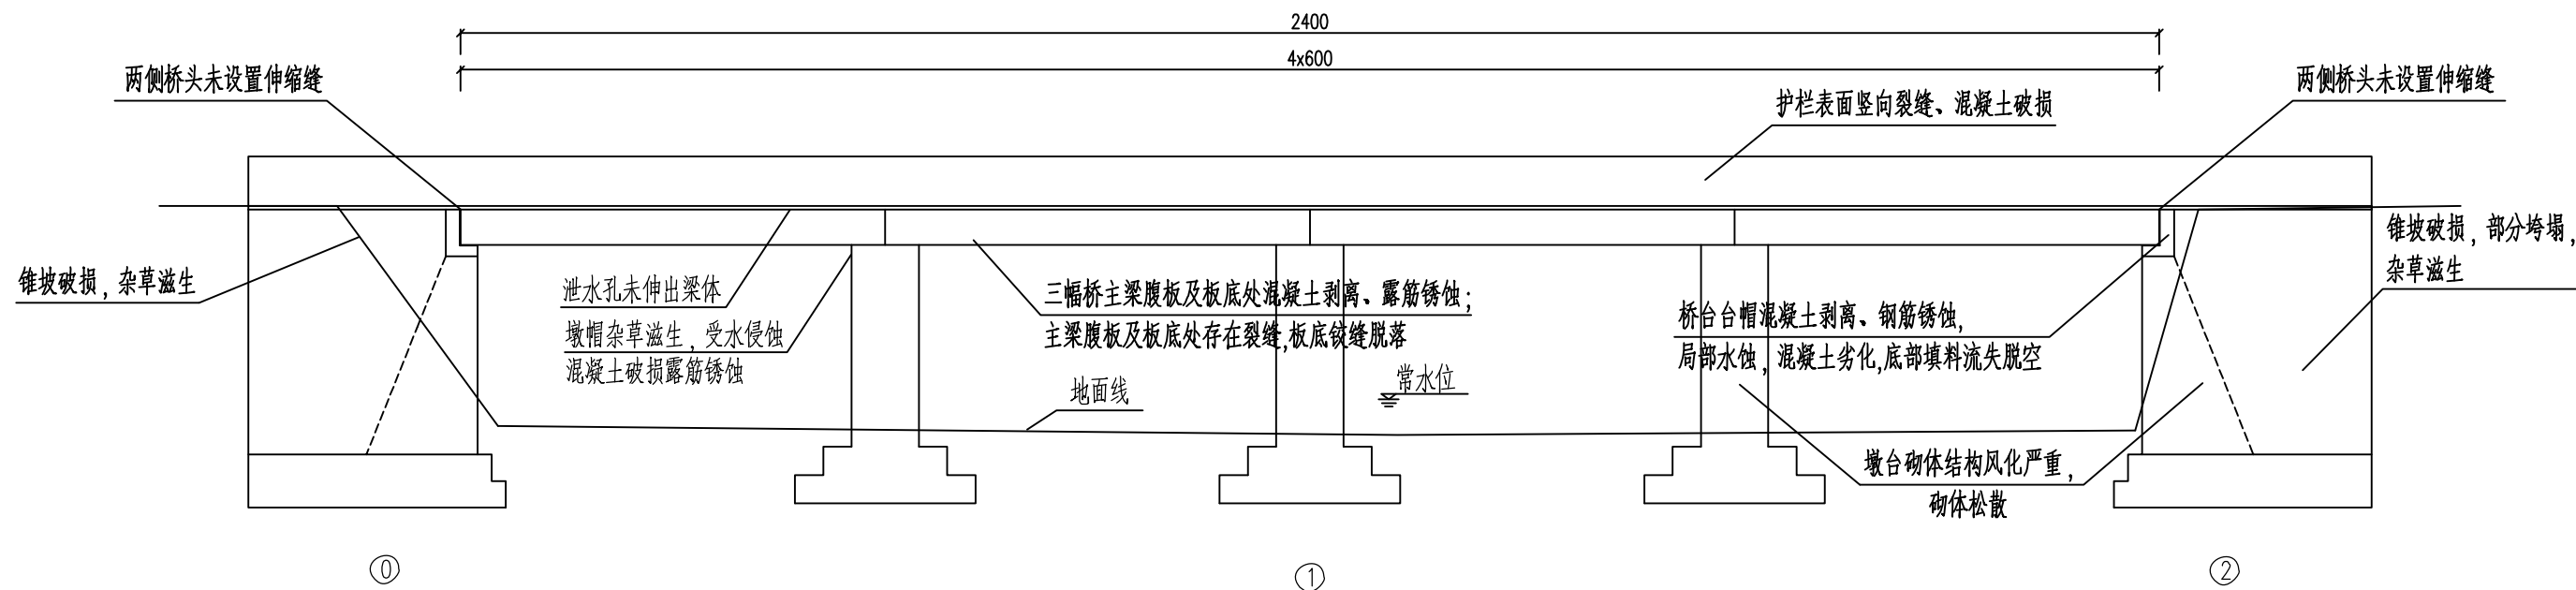 2400
4x600
两侧桥头未设置伸缩缝
护栏表面竖向裂缝、混凝土破损
两侧桥头未设置伸缩缝
锥坡破损，杂草滋生
泄水孔未伸出梁体
墩帽杂草滋生，受水侵蚀
混凝土破损露筋锈蚀
三幅桥主梁腹板及板底处混凝土剥离、露筋锈蚀；
主梁腹板及板底处存在裂缝,板底铰缝脱落
地面线
常水位
桥台台帽混凝土剥离、钢筋锈蚀,
局部水蚀，混凝土劣化,底部填料流失脱空
锥坡破损，部分垮塌，
杂草滋生
墩台砌体结构风化严重，
砌体松散
0
1
2